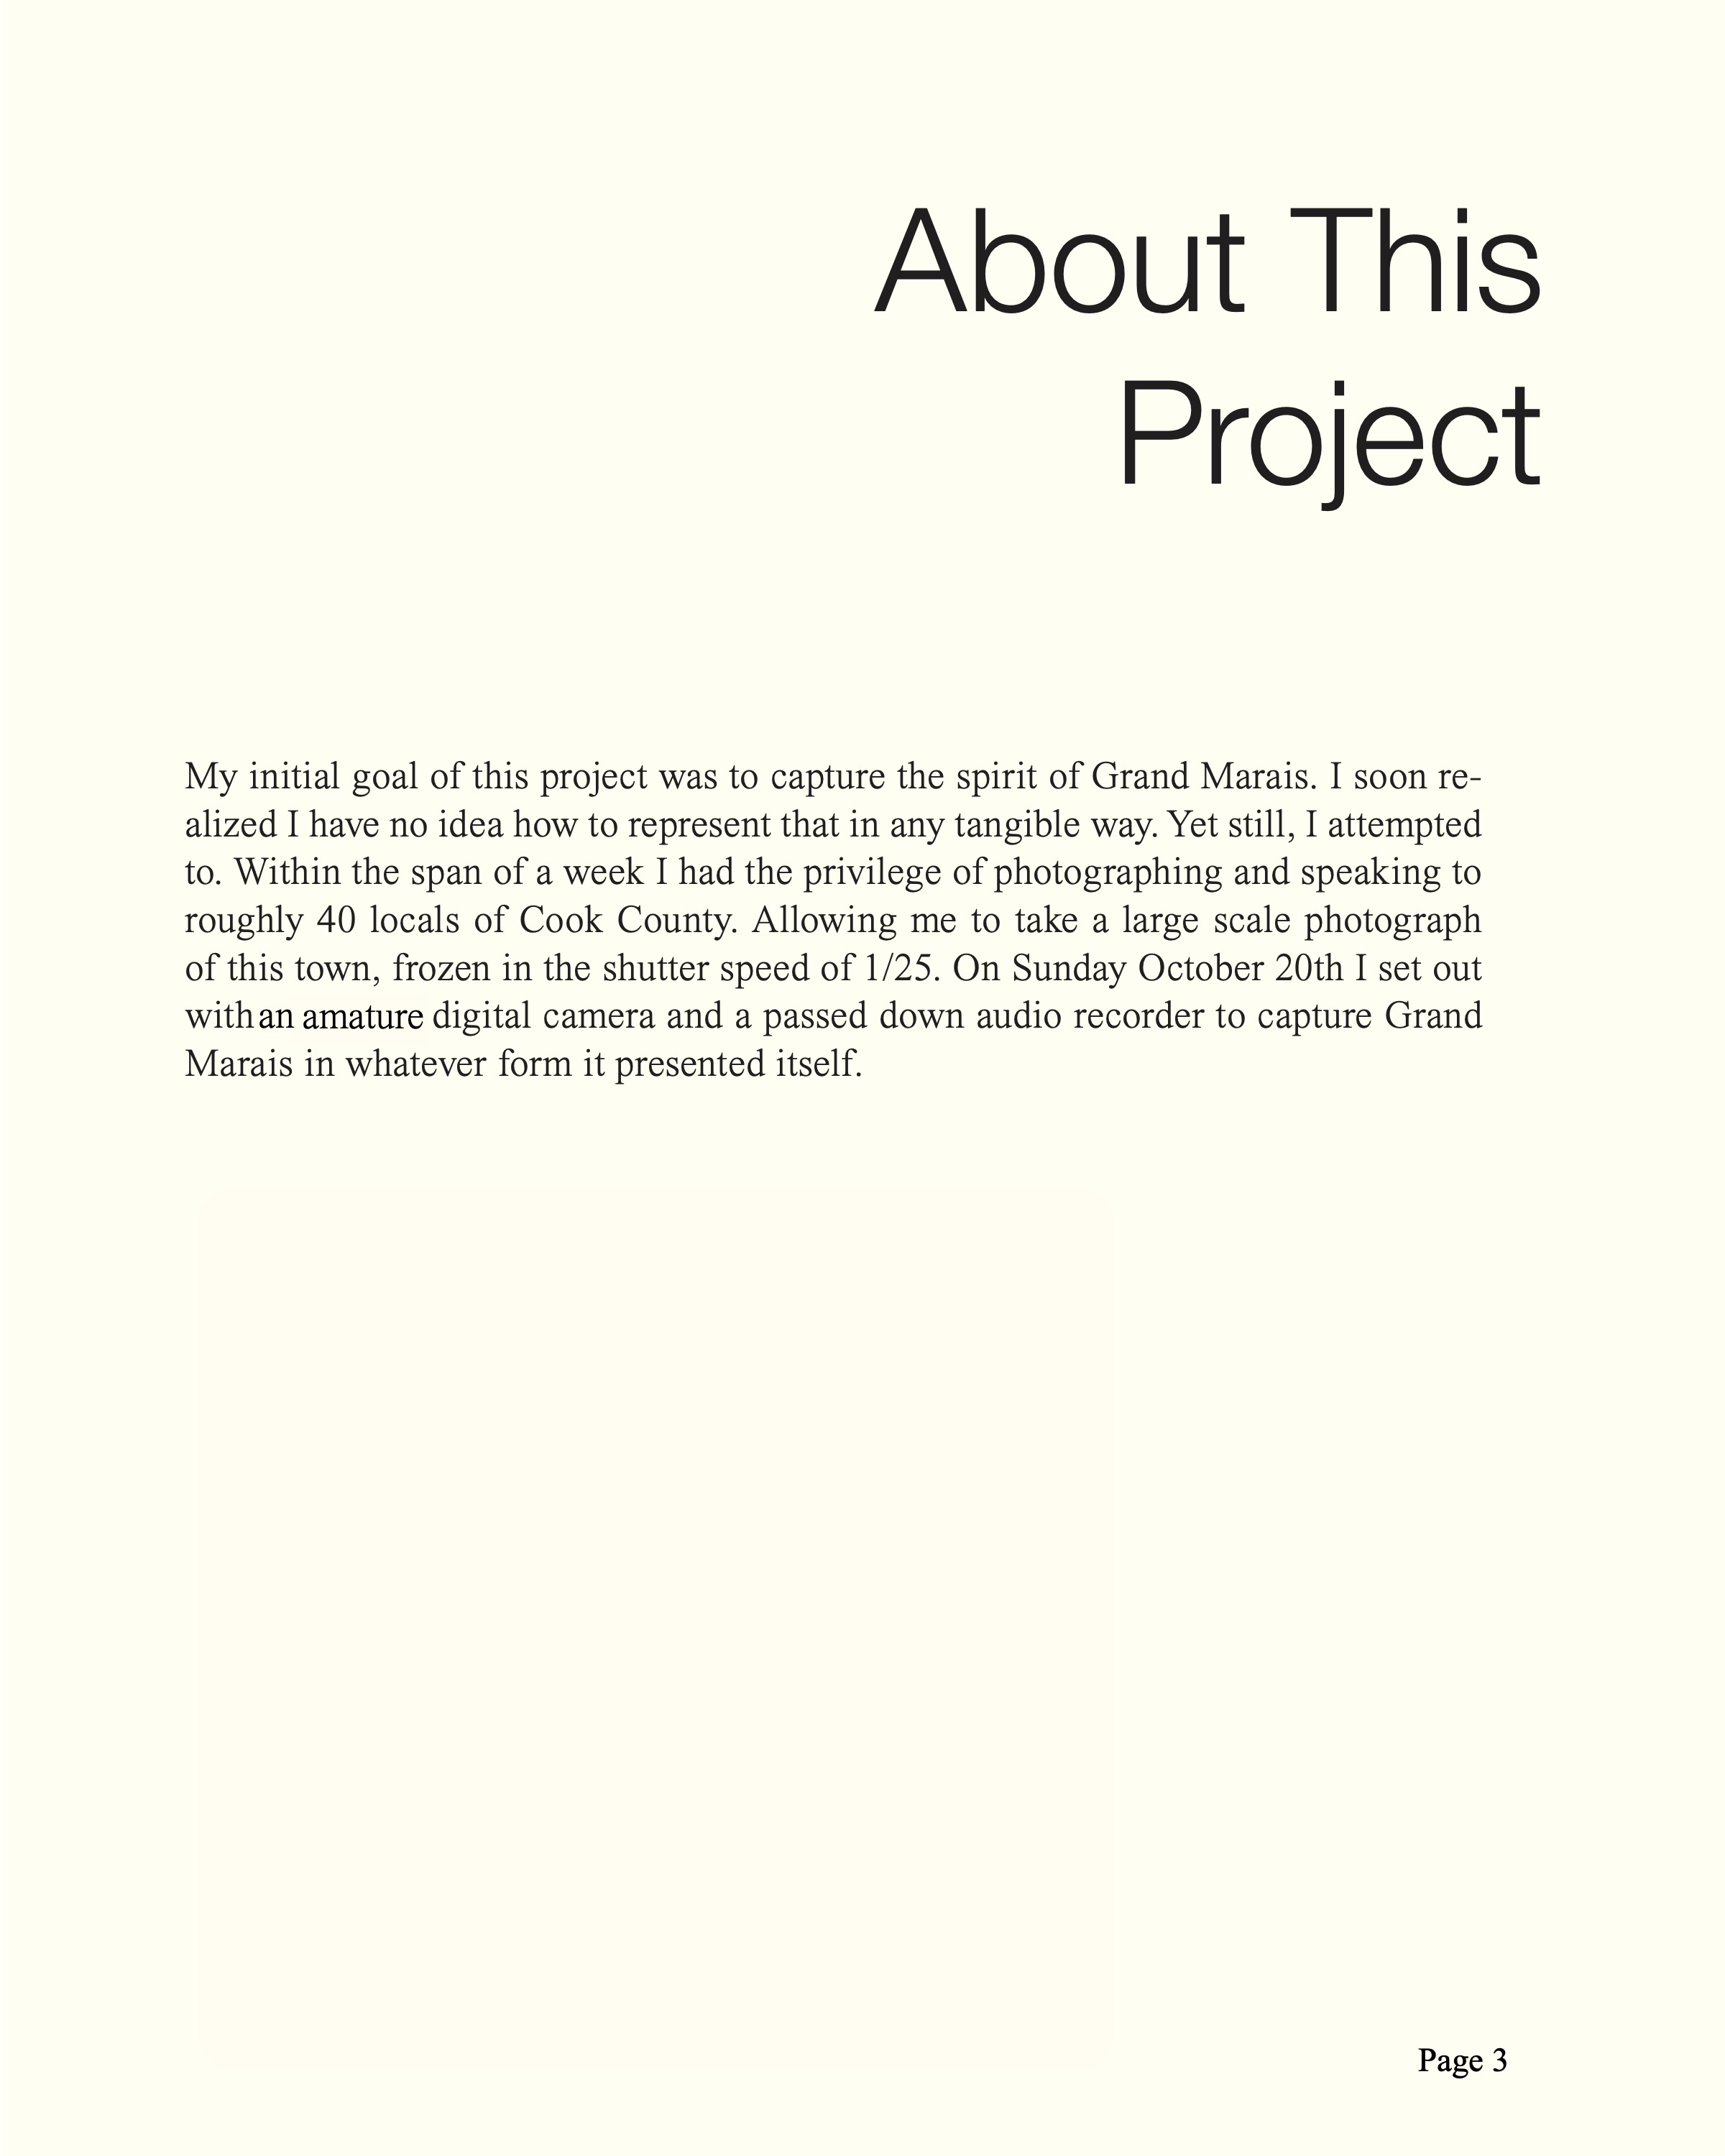 About This
Project
My initial goal of this project was to capture the spirit of Grand Marais. I soon re-
alized I have no idea how to represent that in any tangible way. Yet still, I attempted
to. Within the span of a week I had the privilege of photographing and speaking to
roughly 40 locals of Cook County. Allowing me to take a large scale photograph
of this town, frozen in the shutter speed of 1/25. On Sunday October 20th I set out
with an amature digital camera and a passed down audio recorder to capture Grand
Marais in whatever form it presented itself.
Page 3